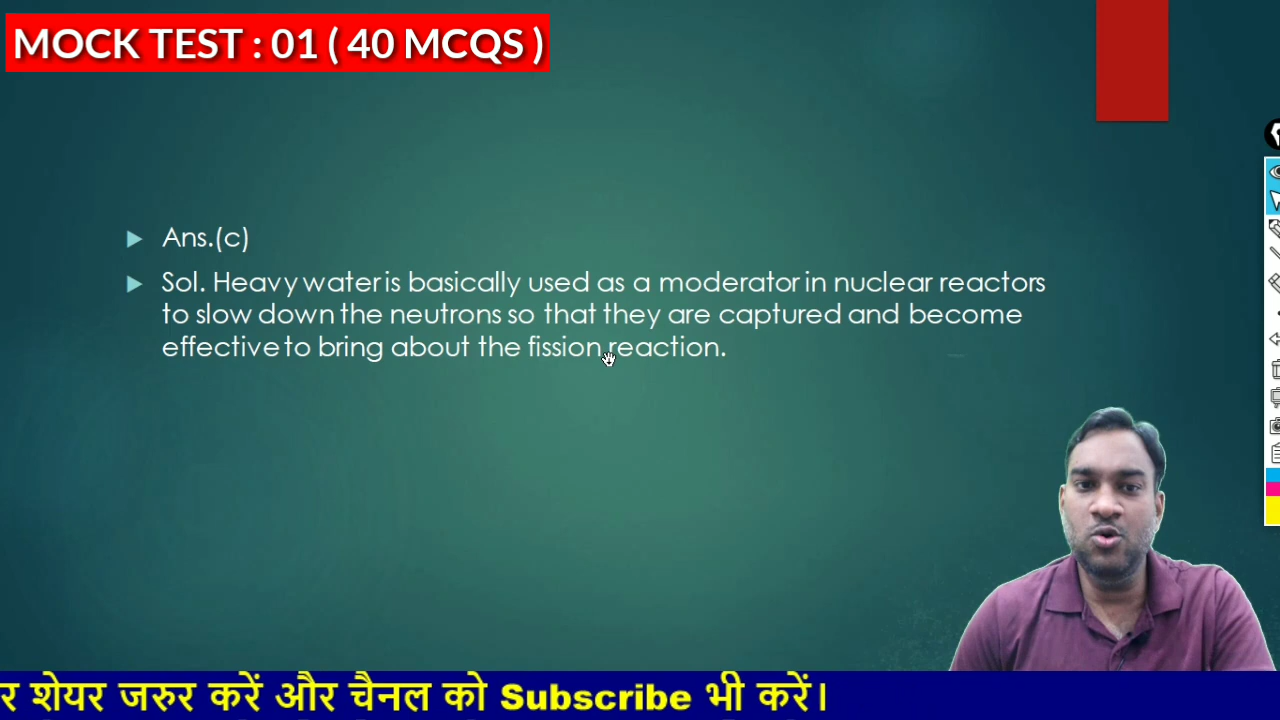 MOCK TEST : 01 ( 40 MCQS )
Ans.(c)
Sol. Heavy water is basically used as a moderator in nuclear reactors
to slow down the neutrons so that they are captured and become
effective to bring about the fission reaction.
र शेयर जरुर करें और चैनल को Subscribe भी करें।